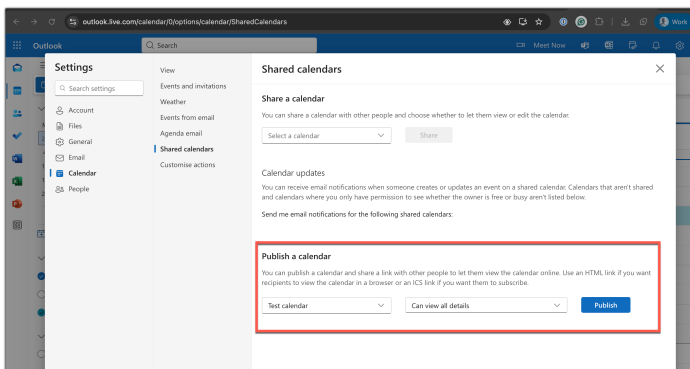 outlook.live.com/calendar/0/options/calendar/SharedCalendars
Work
Outlook
Search
Meet Now
Settings
Search settings
Account
Files
General
Email
Calendar
People
View
Events and invitations
Weather
Events from email
Agenda email
Shared calendars
Customise actions
Shared calendars
Share a calendar
You can share a calendar with other people and choose whether to let them view or edit the calendar.
Select a calendar
Share
Calendar updates
You can receive email notifications when someone creates or updates an event on a shared calendar. Calendars that aren't shared
and calendars where you only have permission to see whether the owner is free or busy aren't listed below.
Send me email notifications for the following shared calendars:
Publish a calendar
You can publish a calendar and share a link with other people to let them view the calendar online. Use an HTML link if you want
recipients to view the calendar in a browser or an ICS link if you want them to subscribe.
Test calendar
Can view all details
Publish